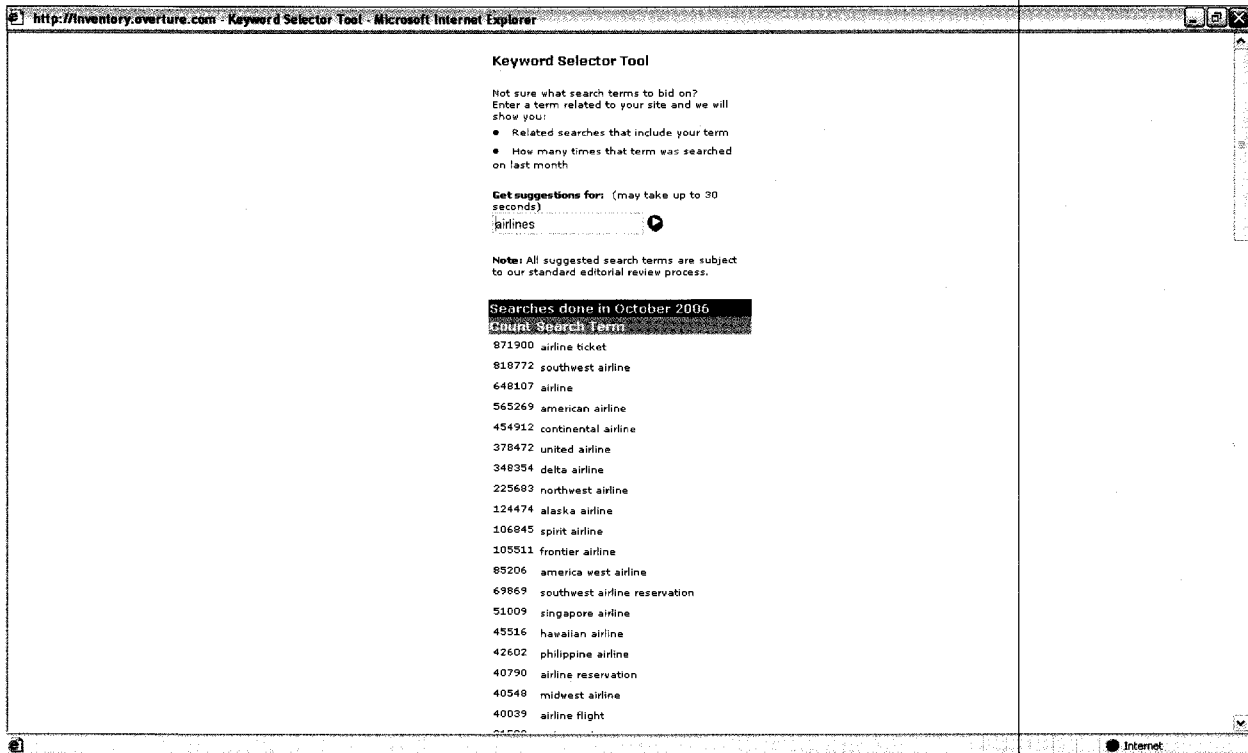 http://inventory.overture.com - Keyword Selector Tool - Microsoft Internet Explorer
Keyword Selector Tool
Not sure what search terms to bid on?
Enter a term related to your site and we will
show you:
• Related searches that include your term
• How many times that term was searched
on last month
Get suggestions for: (may take up to 30
seconds)
airlines
Note: All suggested search terms are subject
to our standard editorial review process.
Searches done in October 2006
Count Search Term
871900 airline ticket
818772 southwest airline
648107 airline
565269 american airline
454912 continental airline
378472 united airline
348354 delta airline
225683 northwest airline
124474 alaska airline
106845 spirit airline
105511 frontier airline
85206 america west airline
69869 southwest airline reservation
51009 singapore airline
45516 hawaiian airline
42602 philippine airline
40790 airline reservation
40548 midwest airline
40039 airline flight
Internet